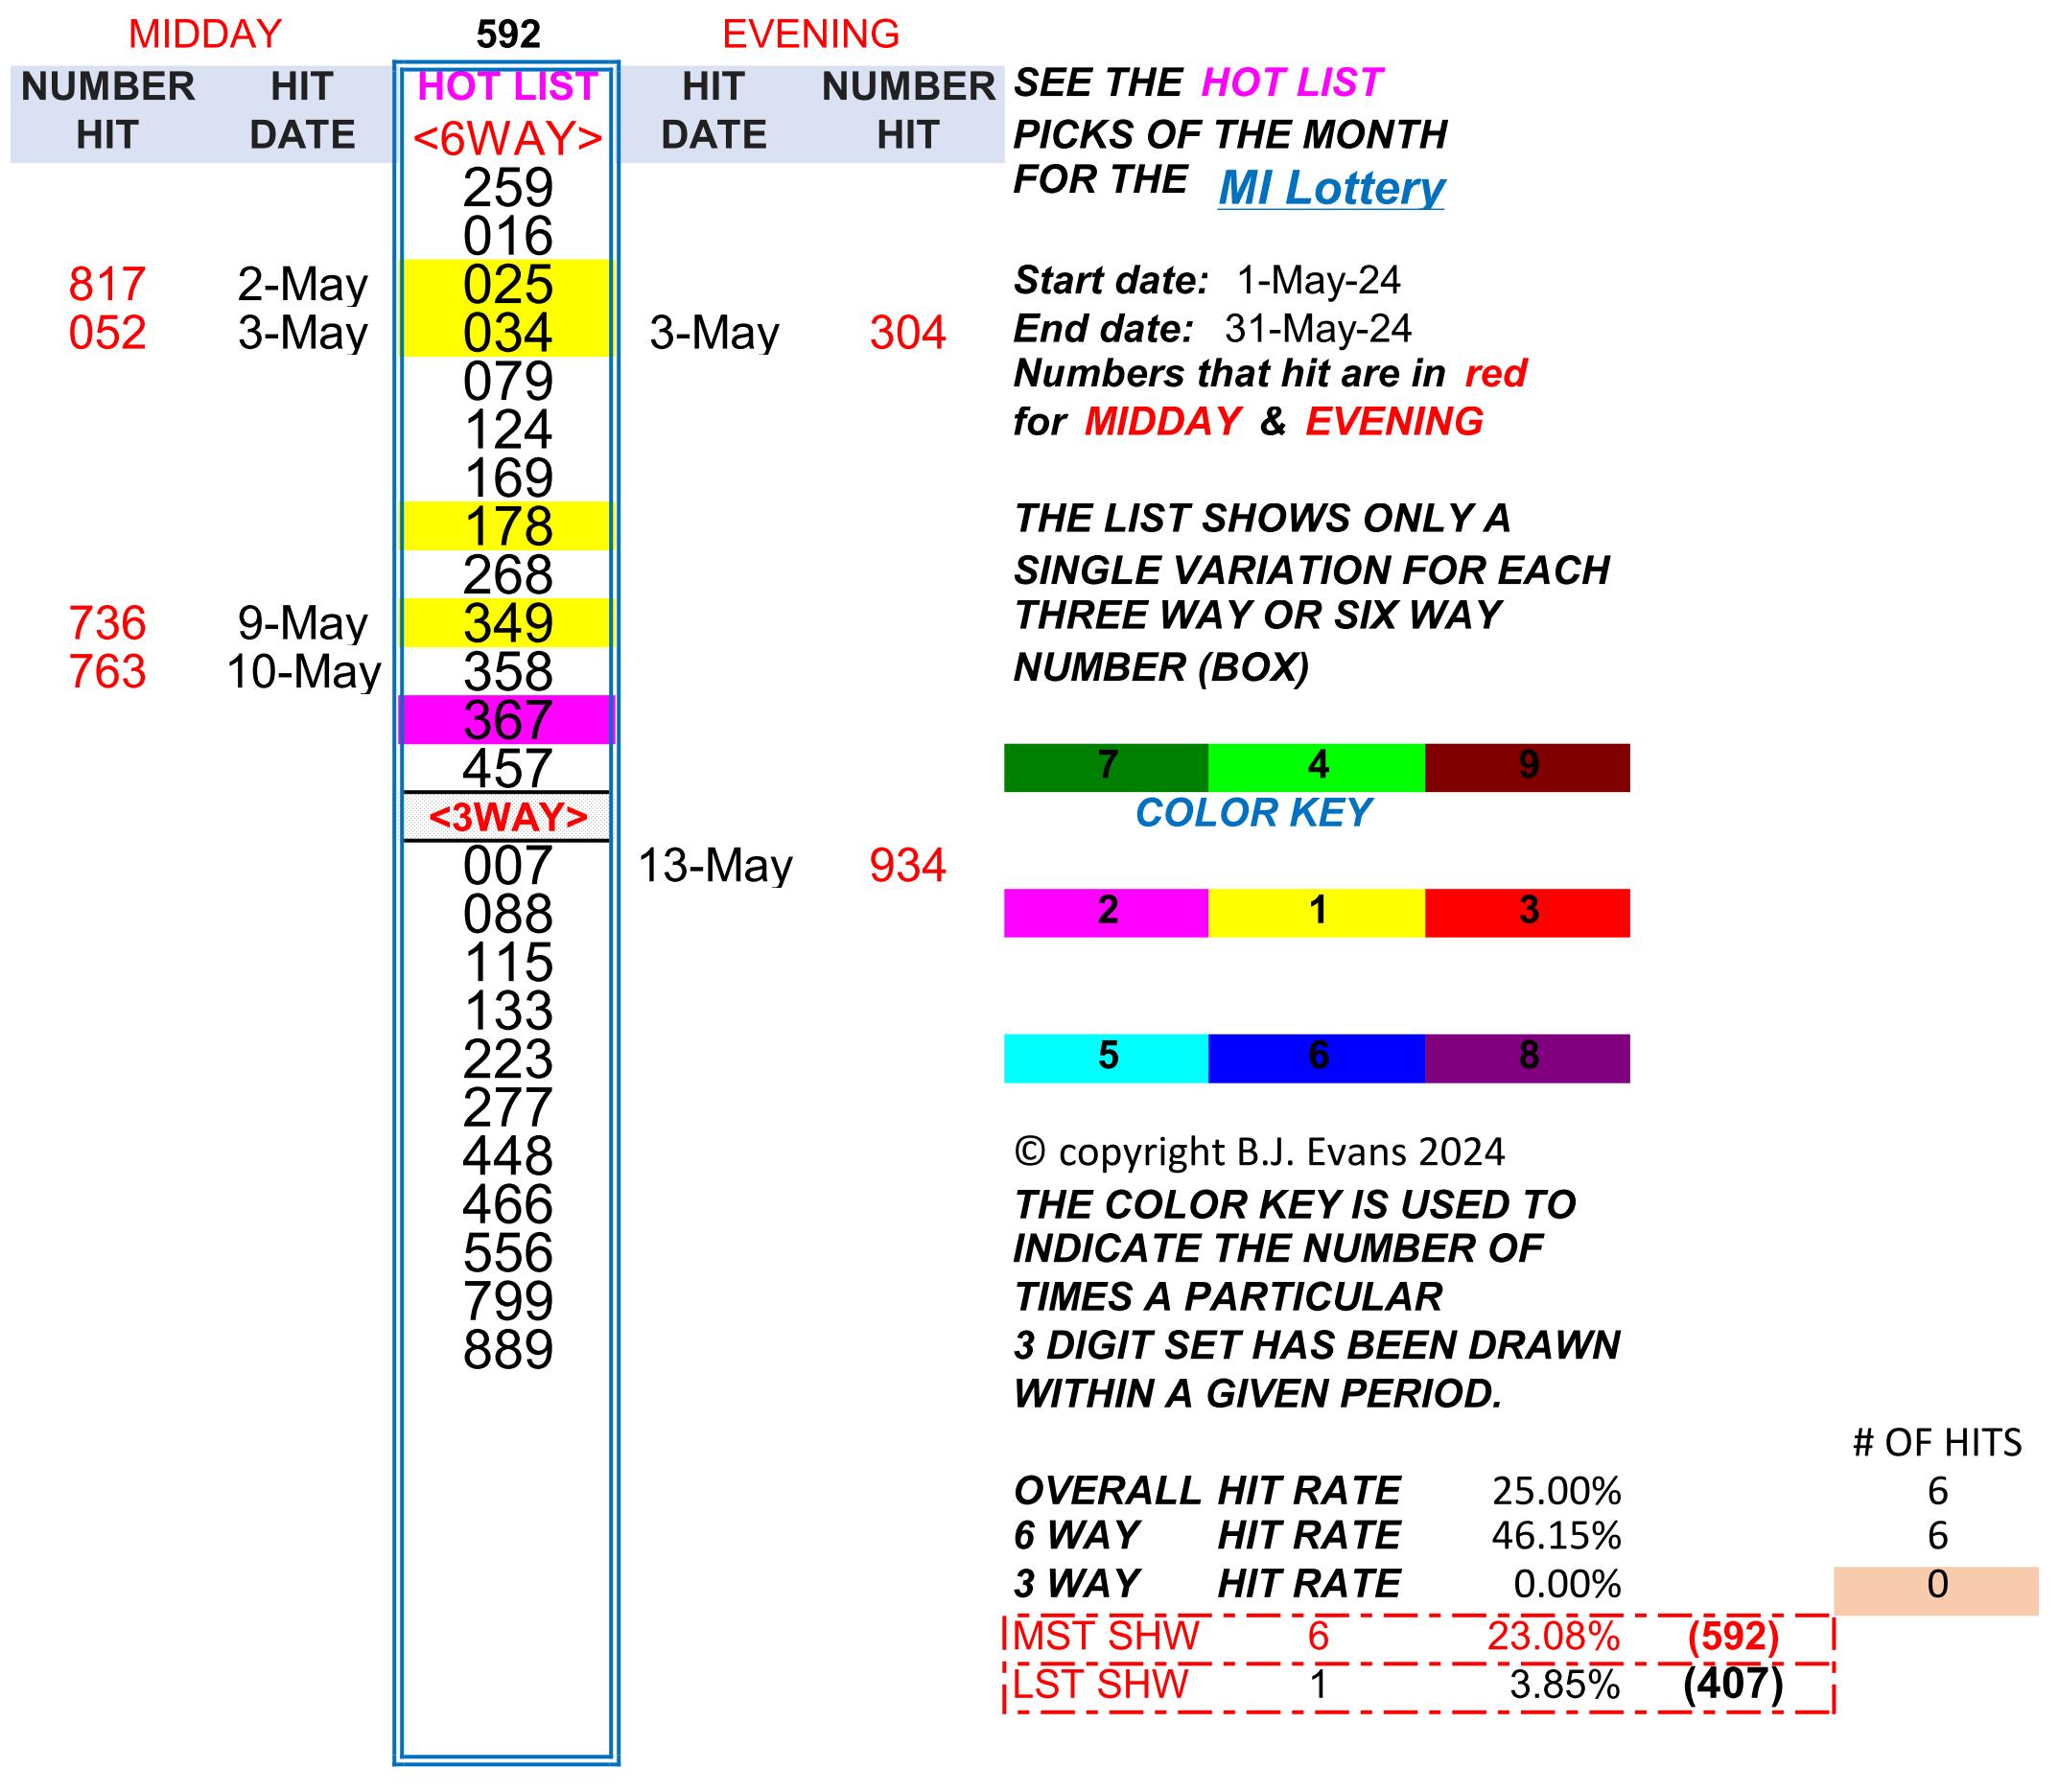 MIDDAY 592 EVENING
NUMBER HIT HOT LIST HIT NUMBER SEE THE HOT LIST
HIT DATE <6WAY> DATE HIT PICKS OF THE MONTH
259 FOR THE MI Lottery
016
817 2-May 025 Start date: 1-May-24
052 3-May 034 3-May 304 End date: 31-May-24
079 Numbers that hit are in red
124 for MIDDAY & EVENING
169
178 THE LIST SHOWS ONLY A
268 SINGLE VARIATION FOR EACH
736 9-May 349 THREE WAY OR SIX WAY
763 10-May 358 NUMBER (BOX)
367
457 7 4 9
<3WAY> COLOR KEY
007 13-May 934
088 2 1 3
115
133
223 5 6 8
277
448 © copyright B.J. Evans 2024
466 THE COLOR KEY IS USED TO
556 INDICATE THE NUMBER OF
799 TIMES A PARTICULAR
889 3 DIGIT SET HAS BEEN DRAWN
WITHIN A GIVEN PERIOD.
# OF HITS
OVERALL HIT RATE 25.00% 6
6 WAY HIT RATE 46.15% 6
3 WAY HIT RATE 0.00% 0
MST SHW 6 23.08% (592)
LST SHW 1 3.85% (407)